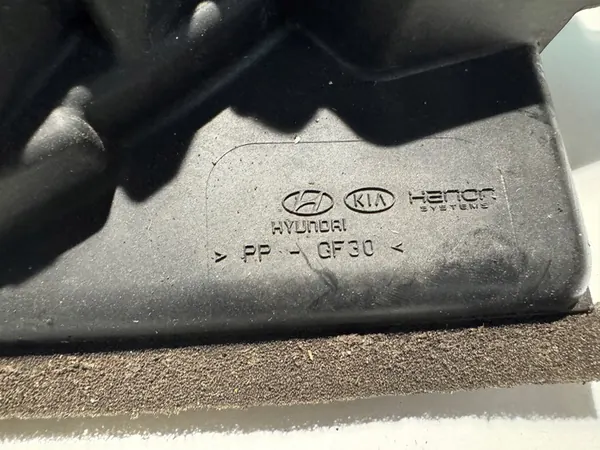 KIA Hanon
SYSTEMS
HYUNDAI
> PP - GF30 <